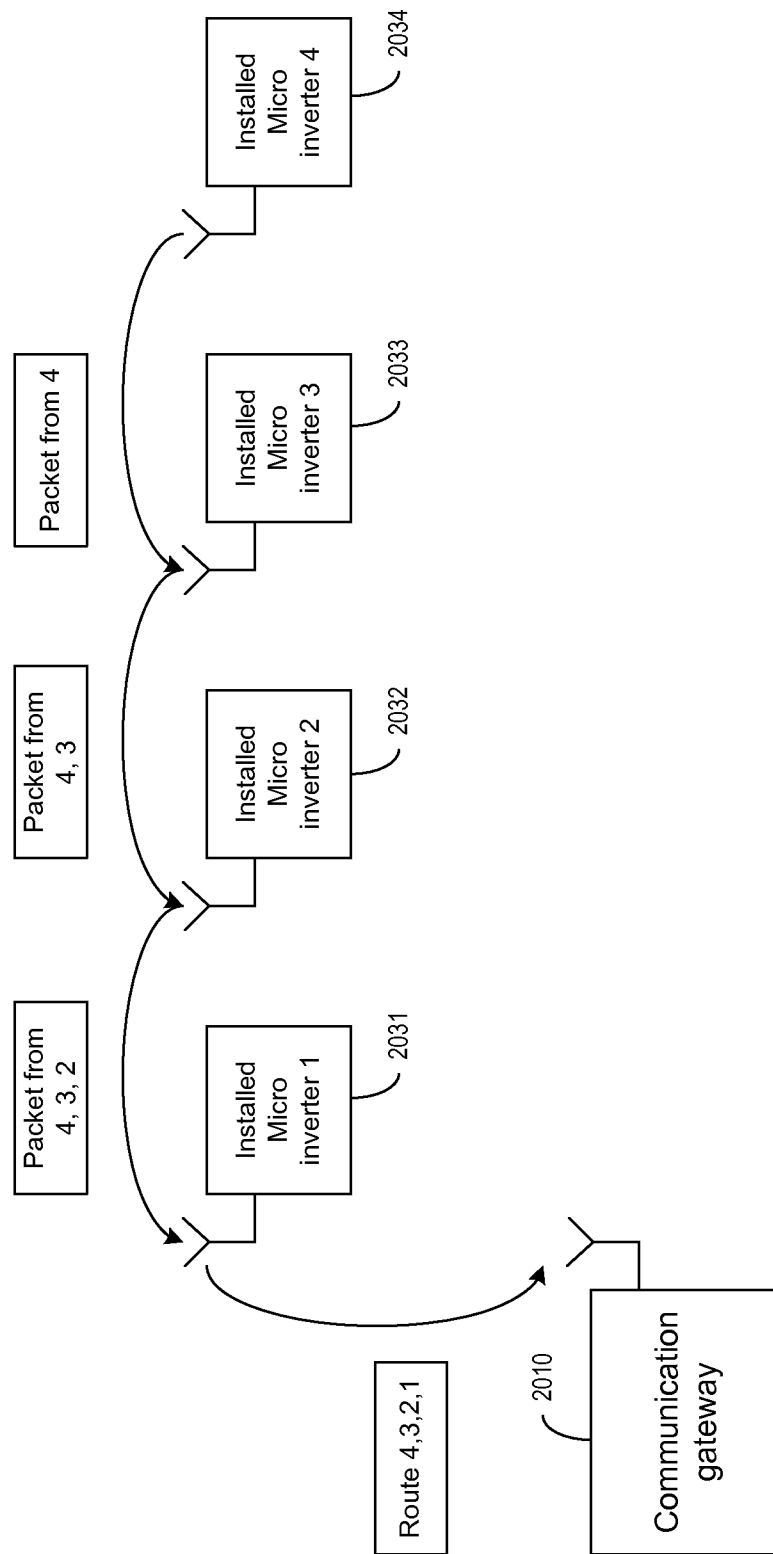 Route 4,3,2,1
Packet from
4, 3, 2
Packet from
4, 3
Packet from 4
Communication
gateway
2010
Installed
Micro
inverter 1
2031
Installed
Micro
inverter 2
2032
Installed
Micro
inverter 3
2033
Installed
Micro
inverter 4
2034